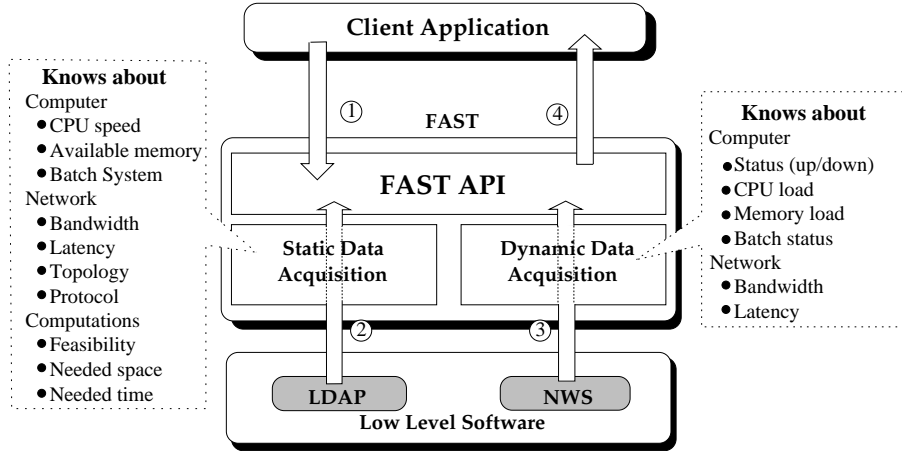 Client Application
Knows about
Computer
● CPU speed
● Available memory
● Batch System
Network
● Bandwidth
● Latency
● Topology
● Protocol
Computations
● Feasibility
● Needed space
● Needed time
1
4
FAST
FAST API
Static Data
Acquisition
Dynamic Data
Acquisition
2
3
LDAP
NWS
Low Level Software
Knows about
Computer
● Status (up/down)
● CPU load
● Memory load
● Batch status
Network
● Bandwidth
● Latency